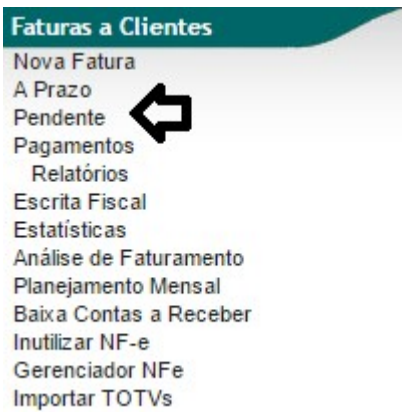 Faturas a Clientes
Nova Fatura
A Prazo
Pendente
Pagamentos
Relatórios
Escrita Fiscal
Estatísticas
Análise de Faturamento
Planejamento Mensal
Baixa Contas a Receber
Inutilizar NF-e
Gerenciador NFe
Importar TOTVs